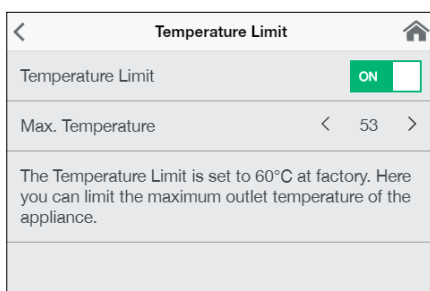 Temperature Limit
Temperature Limit ON
Max. Temperature 53
The Temperature Limit is set to 60°C at factory. Here
you can limit the maximum outlet temperature of the
appliance.